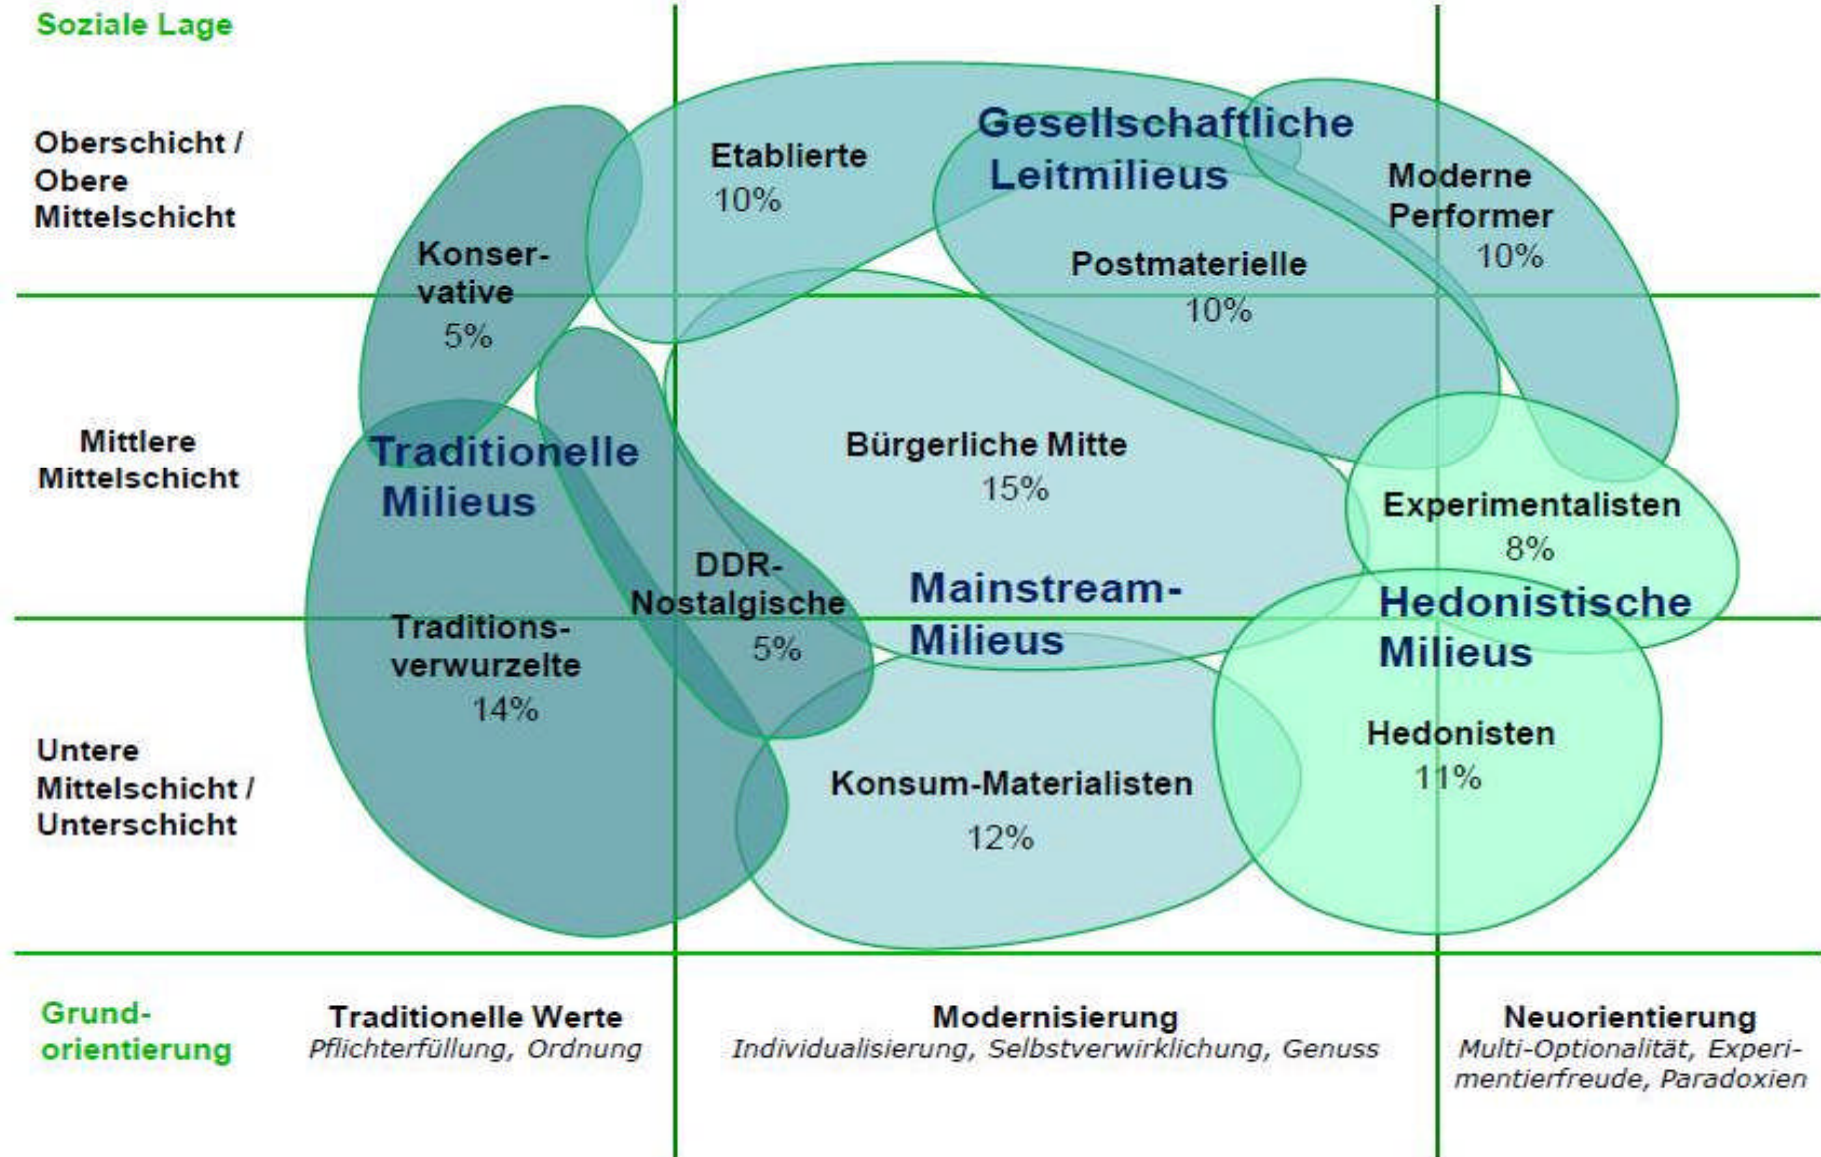 Soziale Lage
Oberschicht /
Obere
Mittelschicht
Mittlere
Mittelschicht
Untere
Mittelschicht /
Unterschicht
Gesellschaftliche
Leitmilieus
Etablierte
10%
Moderne
Performer
10%
Konser-
vative
5%
Postmaterielle
10%
Traditionelle
Milieus
Bürgerliche Mitte
15%
Experimentalisten
8%
DDR-
Nostalgische
5%
Mainstream-
Milieus
Hedonistische
Milieus
Traditions-
verwurzelte
14%
Hedonisten
11%
Konsum-Materialisten
12%
Grund-
orientierung
Traditionelle Werte
Pflichterfüllung, Ordnung
Modernisierung
Individualisierung, Selbstverwirklichung, Genuss
Neuorientierung
Multi-Optionalität, Experi-
mentierfreude, Paradoxien